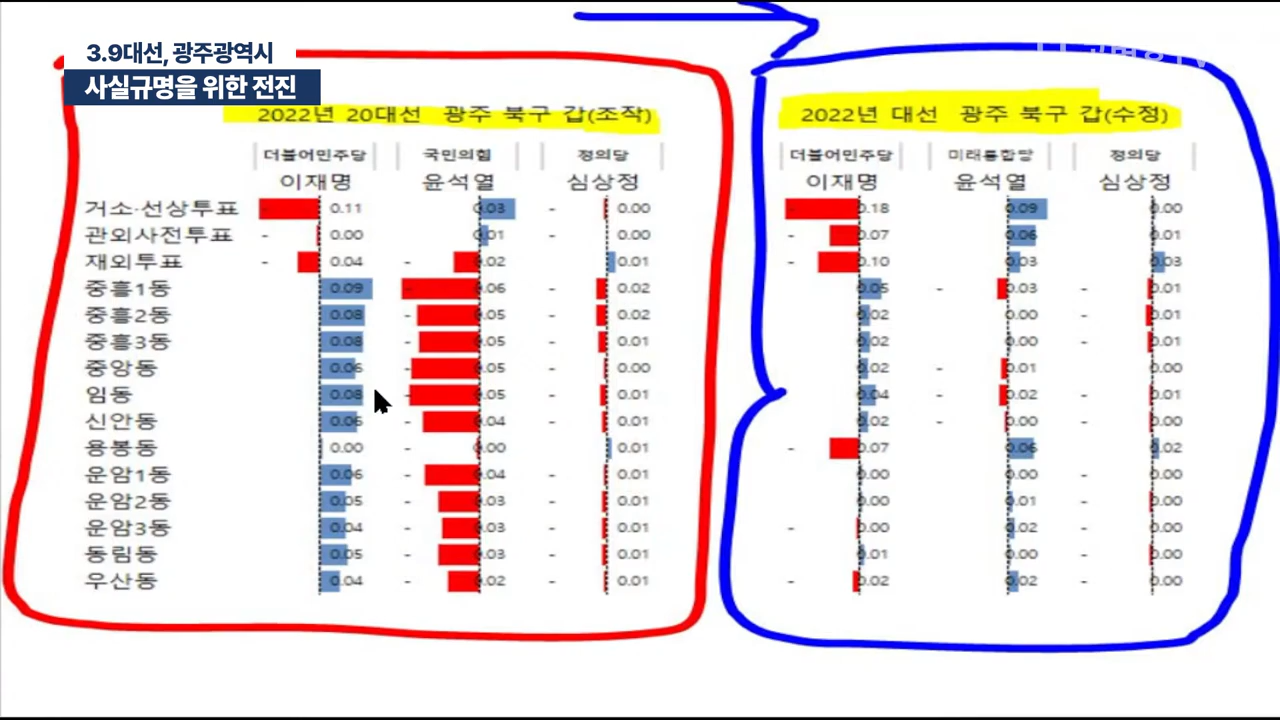 3.9대선, 광주광역시
사실규명을 위한 전진
2022년 20대선 광주 북구 갑(조작)
2022년 대선 광주 북구 갑(수정)
더불어민주당 국민의힘 정의당 더불어민주당 미래통합당 정의당
이재명 윤석열 심상정 이재명 윤석열 심상정
거소·선상투표 - 0.11 0.03 - 0.00 - 0.18 0.09 0.00
관외사전투표 - 0.00 0.01 - 0.00 - 0.07 0.06 0.01
재외투표 - 0.04 - 0.02 0.01 - 0.10 0.03 0.03
중흥1동 0.09 - 0.06 - 0.02 0.05 - 0.03 - 0.01
중흥2동 0.08 - 0.05 - 0.02 0.02 0.00 - 0.01
중흥3동 0.08 - 0.05 - 0.01 0.02 0.00 - 0.01
중앙동 0.06 - 0.05 - 0.00 0.02 - 0.01 0.00
임동 0.08 - 0.05 - 0.01 0.04 - 0.02 - 0.01
신안동 0.06 - 0.04 - 0.01 0.02 - 0.00 - 0.00
용봉동 0.00 - 0.00 0.01 - 0.07 0.06 0.02
운암1동 0.06 - 0.04 - 0.01 0.00 0.00 - 0.00
운암2동 0.05 - 0.03 - 0.01 0.00 0.01 - 0.00
운암3동 0.04 - 0.03 - 0.01 - 0.00 0.02 - 0.00
동림동 0.05 - 0.03 - 0.01 0.01 0.00 - 0.00
우산동 0.04 - 0.02 - 0.01 - 0.02 0.02 - 0.00